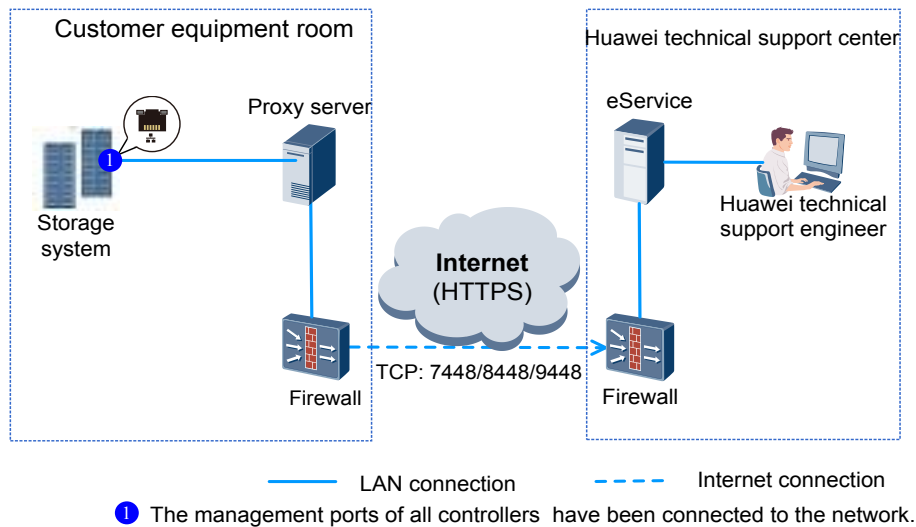 Customer equipment room
Huawei technical support center
Proxy server
eService
1
Storage
system
Huawei technical
support engineer
Internet
(HTTPS)
TCP: 7448/8448/9448
Firewall
Firewall
LAN connection
Internet connection
1 The management ports of all controllers have been connected to the network.